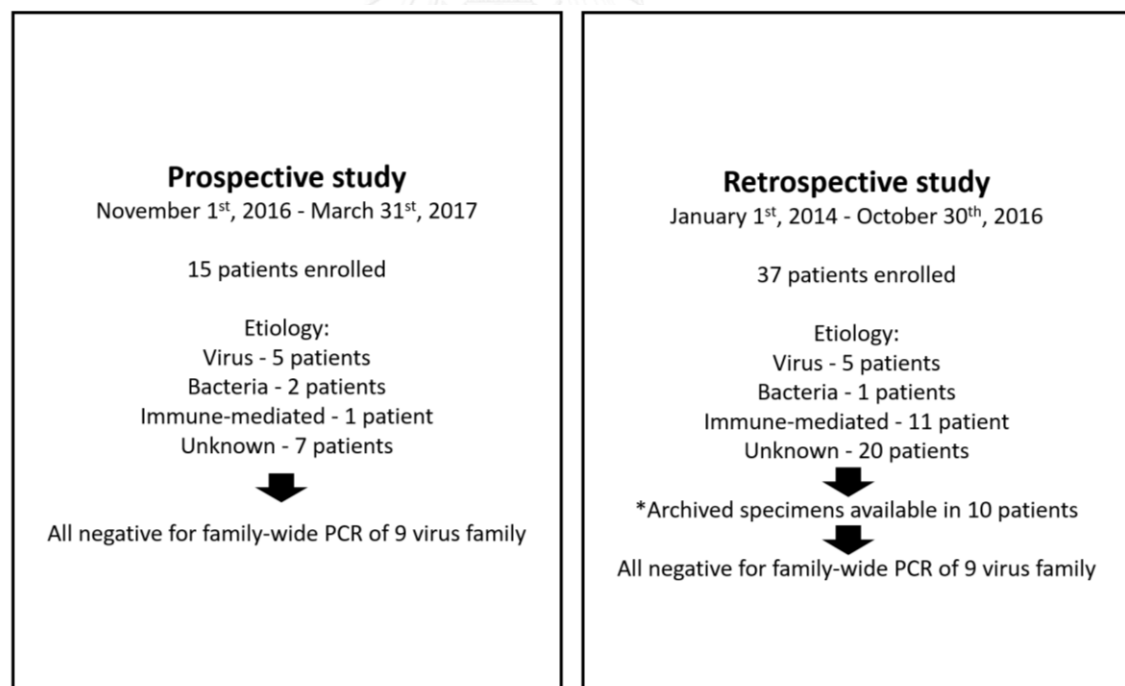 Prospective study
November 1st, 2016 - March 31st, 2017
15 patients enrolled
Etiology:
Virus - 5 patients
Bacteria - 2 patients
Immune-mediated - 1 patient
Unknown - 7 patients
All negative for family-wide PCR of 9 virus family
Retrospective study
January 1st, 2014 - October 30th, 2016
37 patients enrolled
Etiology:
Virus - 5 patients
Bacteria - 1 patients
Immune-mediated - 11 patient
Unknown - 20 patients
*Archived specimens available in 10 patients
All negative for family-wide PCR of 9 virus family